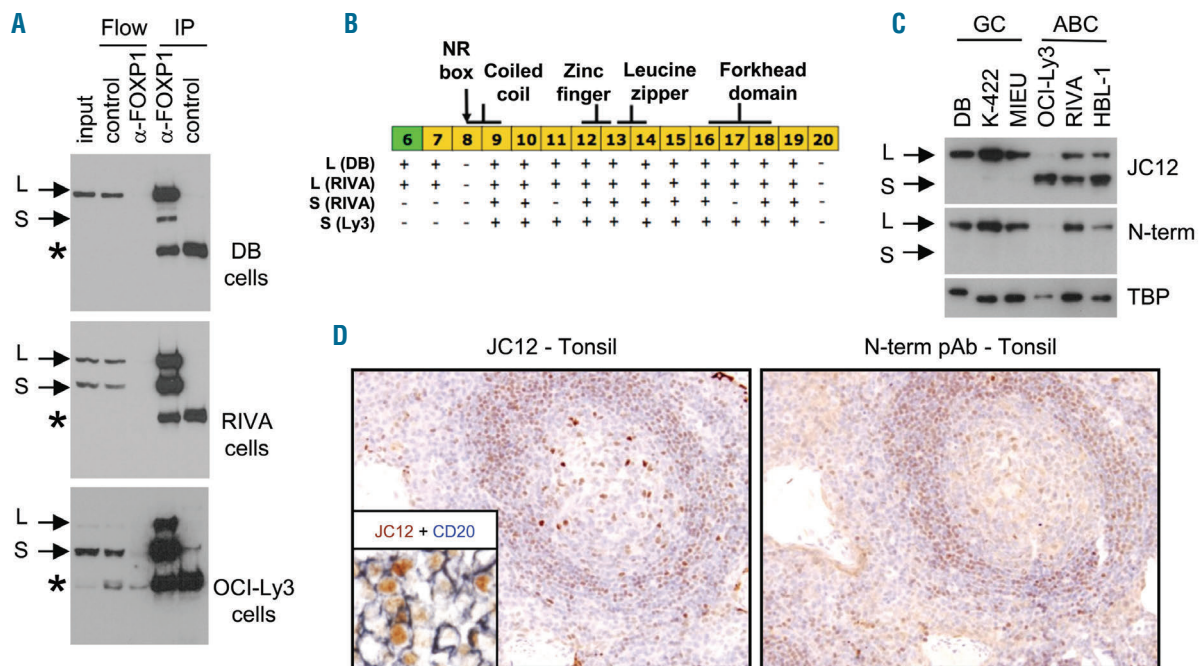 A
Flow IP
input
control
α-FOXP1
α-FOXP1
control
L
S
*
DB
cells
L
S
*
RIVA
cells
L
S
*
OCI-Ly3
cells
B
NR
box
Coiled
coil
Zinc
finger
Leucine
zipper
Forkhead
domain
6 7 8 9 10 11 12 13 14 15 16 17 18 19 20
L (DB) + + - + + + + + + + + + + + -
L (RIVA) + + - + + + + + + + + + + + -
S (RIVA) + + - + + + + + - + + -
S (Ly3) + + + + + + + + + + + -
C
GC ABC
DB
K-422
MIEU
OCI-Ly3
RIVA
HBL-1
L
S
JC12
L
S
N-term
TBP
D
JC12 - Tonsil
N-term pAb - Tonsil
JC12 + CD20